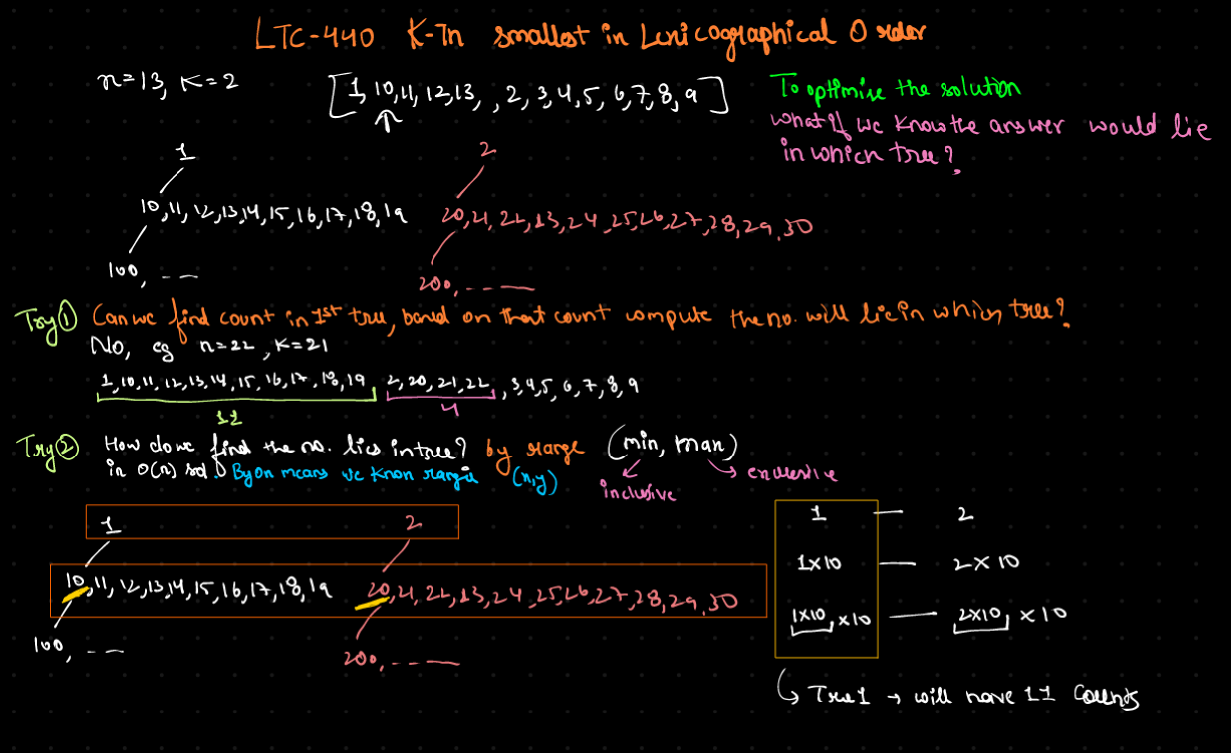 LTC-440 K-Th smallest in Lexicographical Order
n=13, K=2
[1, 10, 11, 12, 13, , 2, 3, 4, 5, 6, 7, 8, 9]
To optimise the solution
what if we know the answer would lie
in which tree?
1
2
10, 11, 12, 13, 14, 15, 16, 17, 18, 19
20, 21, 22, 23, 24, 25, 26, 27, 28, 29, 30
100, - -
200, - - -
Try① Can we find count in 1st tree, based on that count compute the no. will lie in which tree?
No, eg n=22, K=21
1, 10, 11, 12, 13, 14, 15, 16, 17, 18, 19, 2, 20, 21, 22, 3, 4, 5, 6, 7, 8, 9
11
4
Try② How do we find the no. lies in tree? by range (min, max)
in O(n) sol. By on means we know range (x,y)
inclusive
exclusive
1
2
10, 11, 12, 13, 14, 15, 16, 17, 18, 19
20, 21, 22, 23, 24, 25, 26, 27, 28, 29, 30
100, - -
200, - - -
1 — 2
1×10 — 2×10
1×10, ×10 — 2×10, ×10
↳ Tree1 → will have 11 Counts